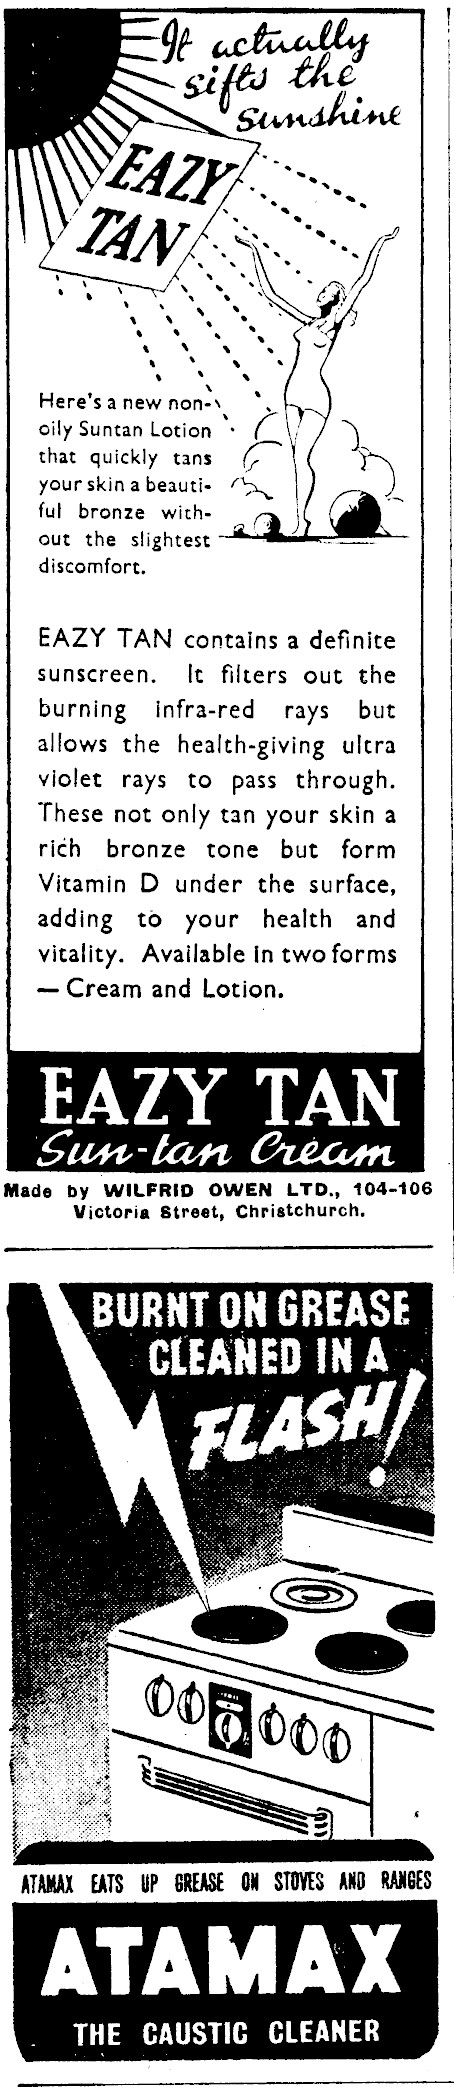 It actually
sifts the
sunshine
EAZY
TAN
Here's a new non-
oily Suntan Lotion
that quickly tans
your skin a beauti-
ful bronze with-
out the slightest
discomfort.
EAZY TAN contains a definite
sunscreen. It filters out the
burning infra-red rays but
allows the health-giving ultra
violet rays to pass through.
These not only tan your skin a
rich bronze tone but form
Vitamin D under the surface,
adding to your health and
vitality. Available in two forms
— Cream and Lotion.
EAZY TAN
Sun-tan Cream
Made by WILFRID OWEN LTD., 104-106
Victoria Street, Christchurch.
BURNT ON GREASE
CLEANED IN A
FLASH!
ATAMAX EATS UP GREASE ON STOVES AND RANGES
ATAMAX
THE CAUSTIC CLEANER